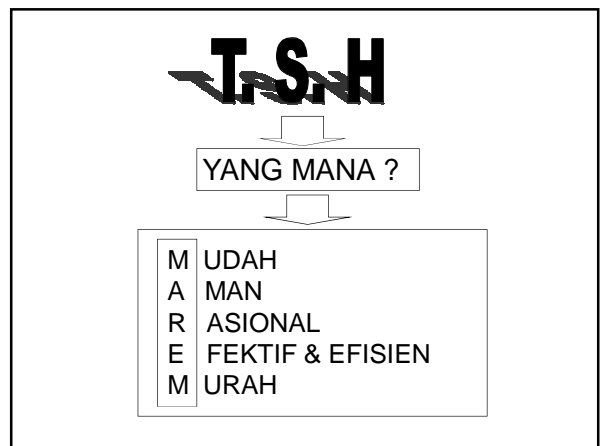 T.S.H
YANG MANA ?
M UDAH
A MAN
R ASIONAL
E FEKTIF & EFISIEN
M URAH